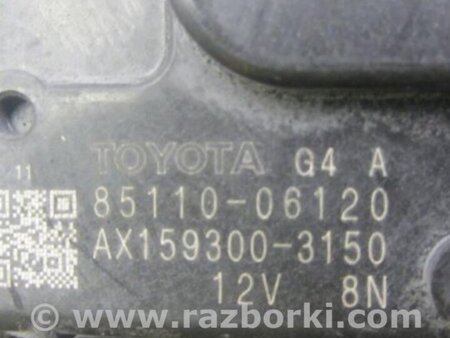 TOYOTA G4 A
11
85110-06120
AX159300-3150
12V 8N
www.razborki.com